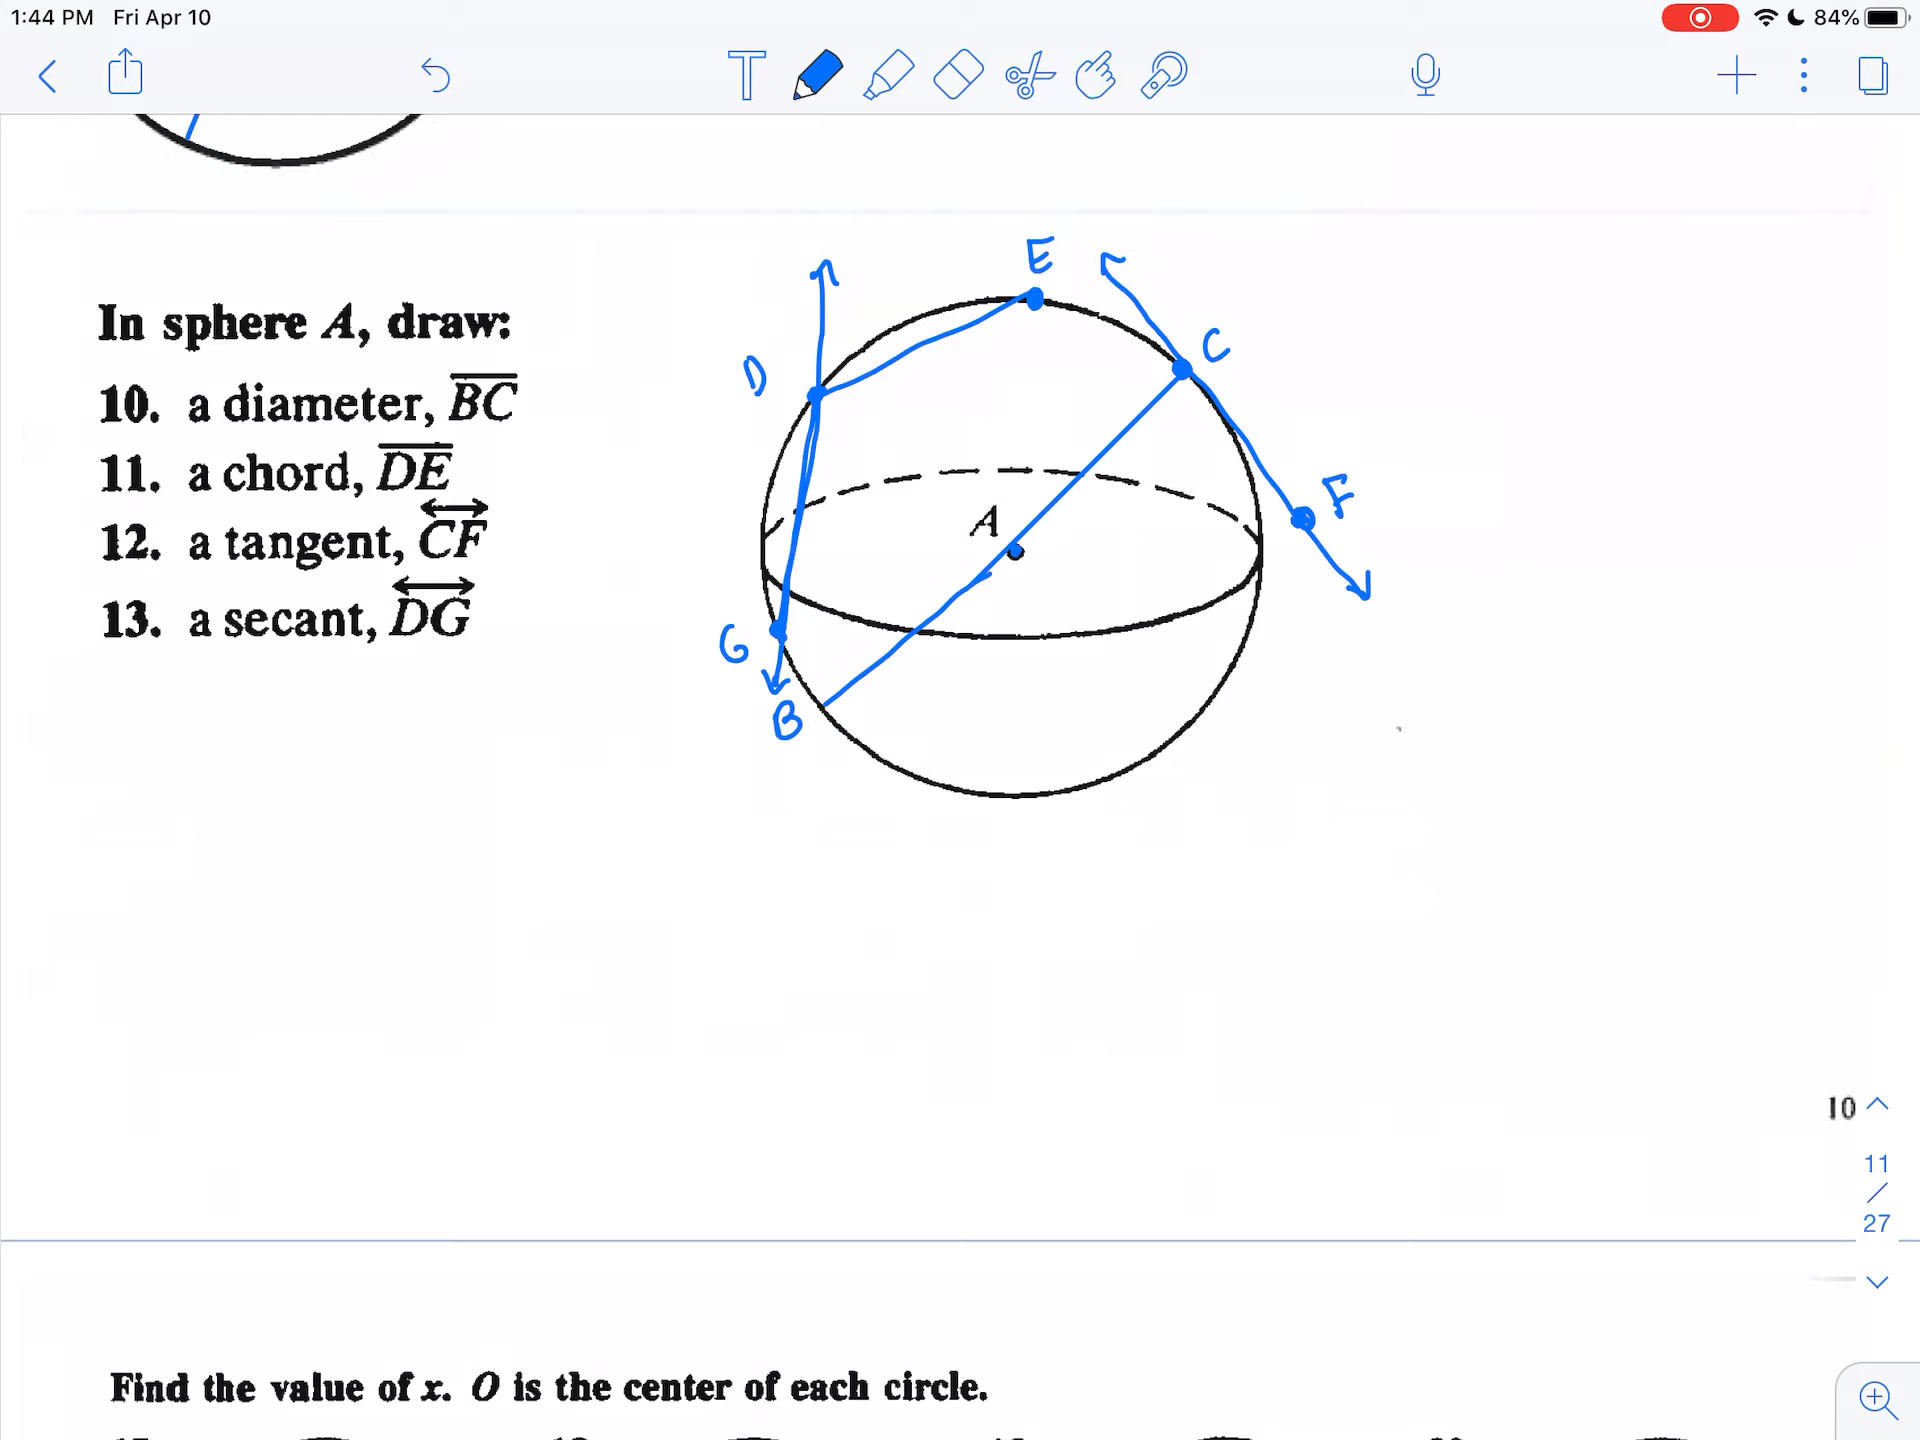 1:44 PM Fri Apr 10
84%
T
In sphere A, draw:
10. a diameter, BC
11. a chord, DE
12. a tangent, CF
13. a secant, DG
E
C
D
F
A
G
B
10
11
/
27
Find the value of x. O is the center of each circle.